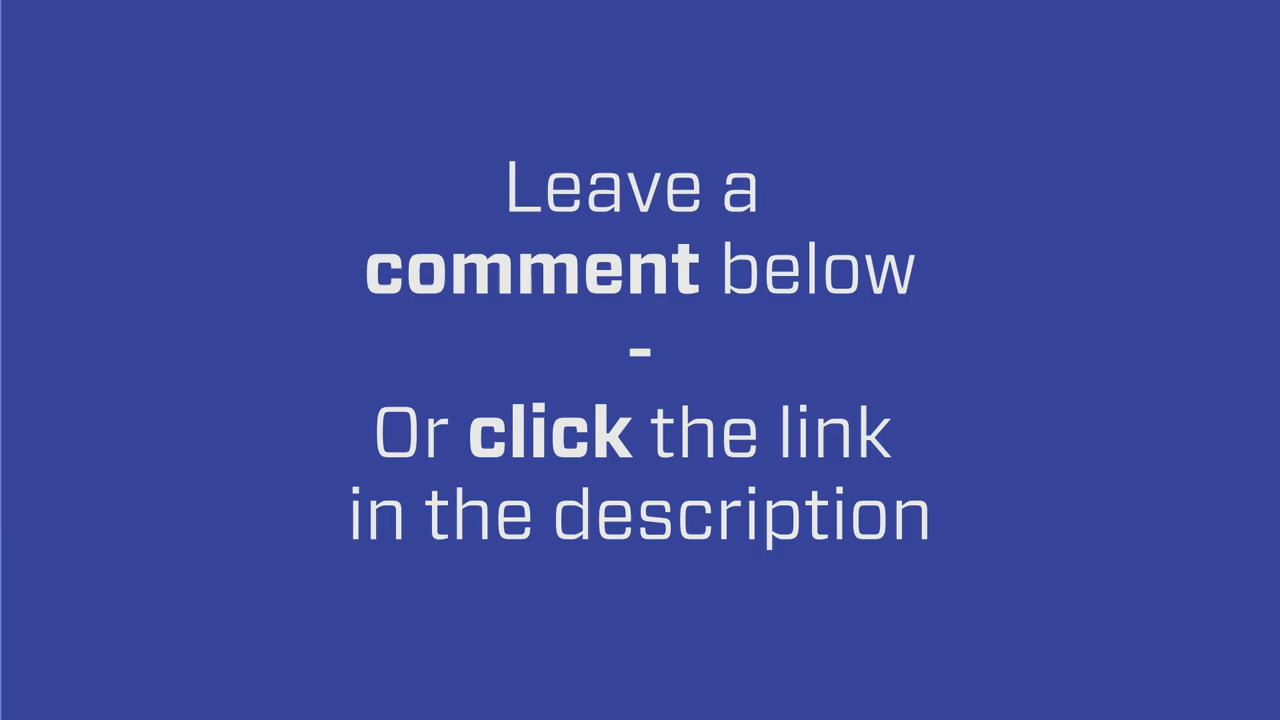 Leave a
comment below
-
Or click the link
in the description